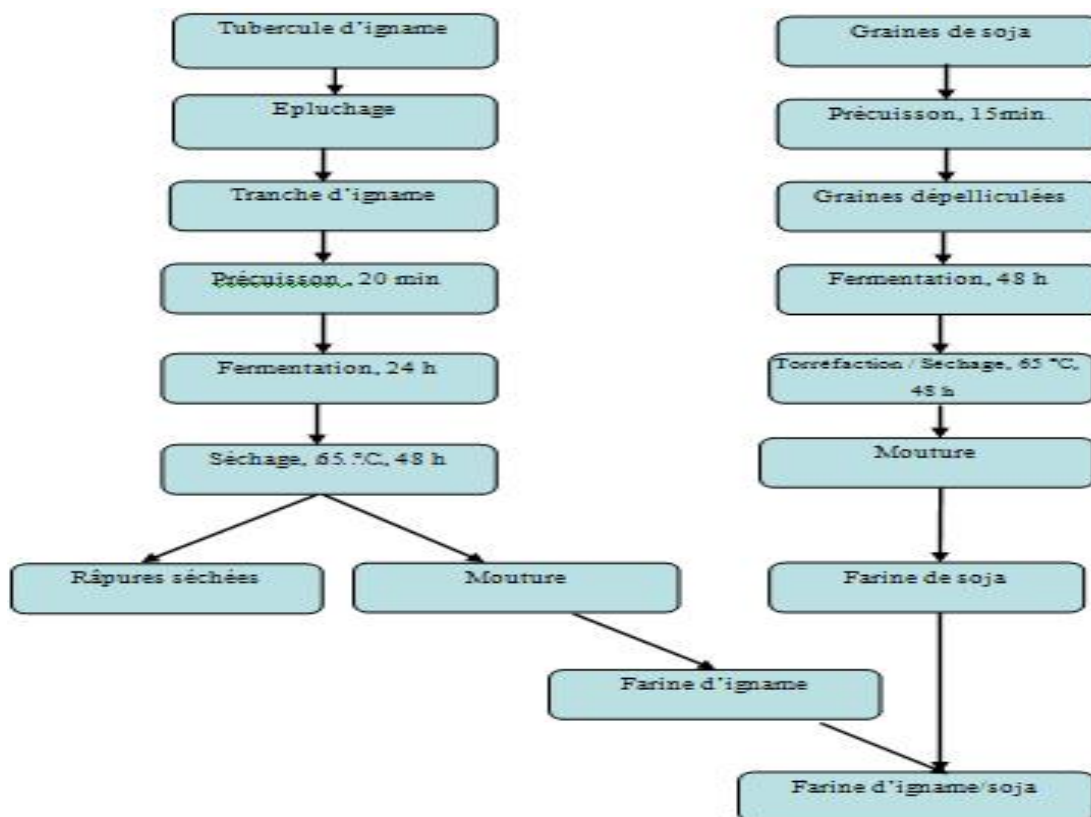 Tubercule d'igname
Epluchage
Tranche d'igname
Précuisson , 20 min
Fermentation, 24 h
Séchage, 65 °C, 48 h
Râpures séchées
Mouture
Farine d'igname
Graines de soja
Précuisson, 15min.
Graines dépelliculées
Fermentation, 48 h
Torréfaction / Séchage, 65 °C,
48 h
Mouture
Farine de soja
Farine d'igname/soja